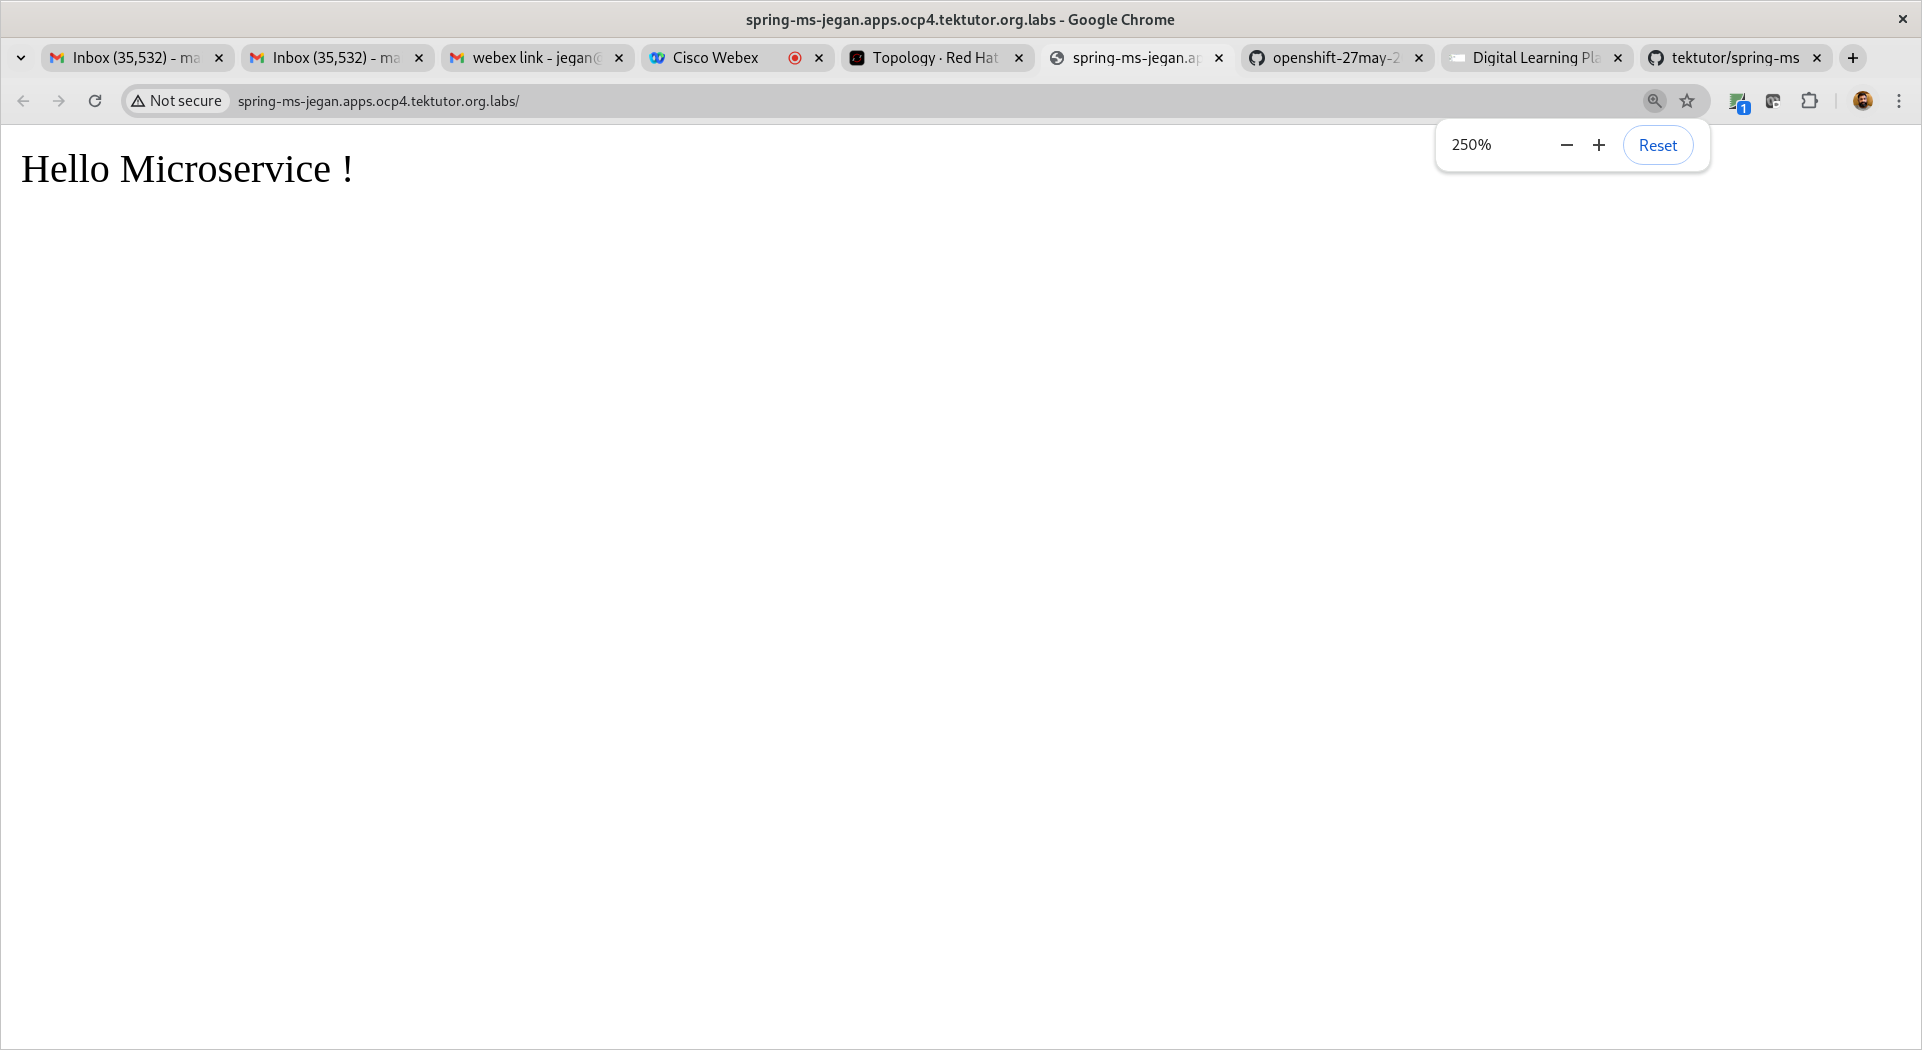 spring-ms-jegan.apps.ocp4.tektutor.org.labs - Google Chrome
Inbox (35,532) - ma
Inbox (35,532) - ma
webex link - jegan@
Cisco Webex
Topology · Red Hat
spring-ms-jegan.ap
openshift-27may-2
Digital Learning Pla
tektutor/spring-ms
Not secure
spring-ms-jegan.apps.ocp4.tektutor.org.labs/
1
250%
Reset
Hello Microservice !